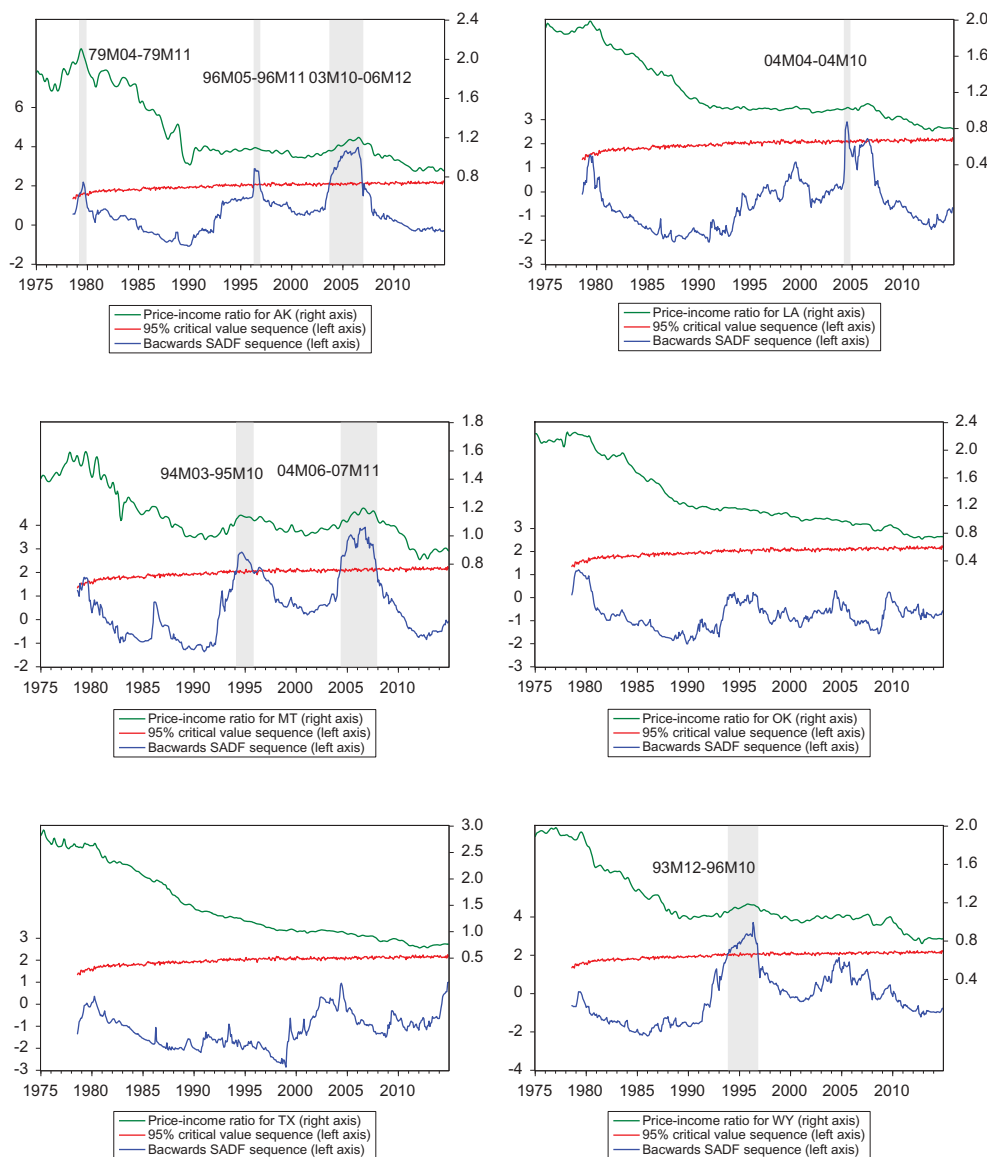 2.4
2.0
1.6
1.2
0.8
6
4
2
0
-2
79M04-79M11
96M05-96M11 03M10-06M12
1975 1980 1985 1990 1995 2000 2005 2010
Price-income ratio for AK (right axis)
95% critical value sequence (left axis)
Bacwards SADF sequence (left axis)
2.0
1.6
1.2
0.8
0.4
3
2
1
0
-1
-2
-3
04M04-04M10
1975 1980 1985 1990 1995 2000 2005 2010
Price-income ratio for LA (right axis)
95% critical value sequence (left axis)
Bacwards SADF sequence (left axis)
1.8
1.6
1.4
1.2
1.0
0.8
4
3
2
1
0
-1
-2
94M03-95M10
04M06-07M11
1975 1980 1985 1990 1995 2000 2005 2010
Price-income ratio for MT (right axis)
95% critical value sequence (left axis)
Bacwards SADF sequence (left axis)
2.4
2.0
1.6
1.2
0.8
0.4
3
2
1
0
-1
-2
-3
1975 1980 1985 1990 1995 2000 2005 2010
Price-income ratio for OK (right axis)
95% critical value sequence (left axis)
Bacwards SADF sequence (left axis)
3.0
2.5
2.0
1.5
1.0
0.5
3
2
1
0
-1
-2
-3
1975 1980 1985 1990 1995 2000 2005 2010
Price-income ratio for TX (right axis)
95% critical value sequence (left axis)
Bacwards SADF sequence (left axis)
2.0
1.6
1.2
0.8
0.4
4
2
0
-2
-4
93M12-96M10
1975 1980 1985 1990 1995 2000 2005 2010
Price-income ratio for WY (right axis)
95% critical value sequence (left axis)
Bacwards SADF sequence (left axis)